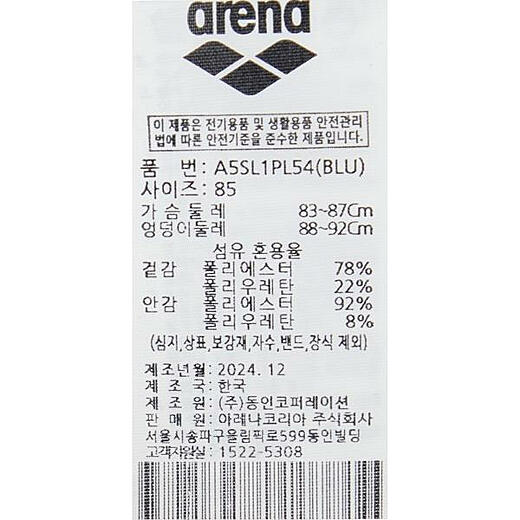 arena
이 제품은 전기용품 및 생활용품 안전관리
법에 따른 안전기준을 준수한 제품입니다.
품 번: A5SL1PL54(BLU)
사이즈: 85
가슴둘레 83~87Cm
엉덩이둘레 88~92Cm
섬유 혼용율
겉감 폴리에스터 78%
폴리우레탄 22%
안감 폴리에스터 92%
폴리우레탄 8%
(심지,상표,보강재,자수,밴드,장식 제외)
제조년월: 2024. 12
제 조 국: 한국
제 조 원: (주)동인코퍼레이션
판 매 원: 아레나코리아 주식회사
서울시송파구올림픽로599동인빌딩
고객자원실: 1522-5308